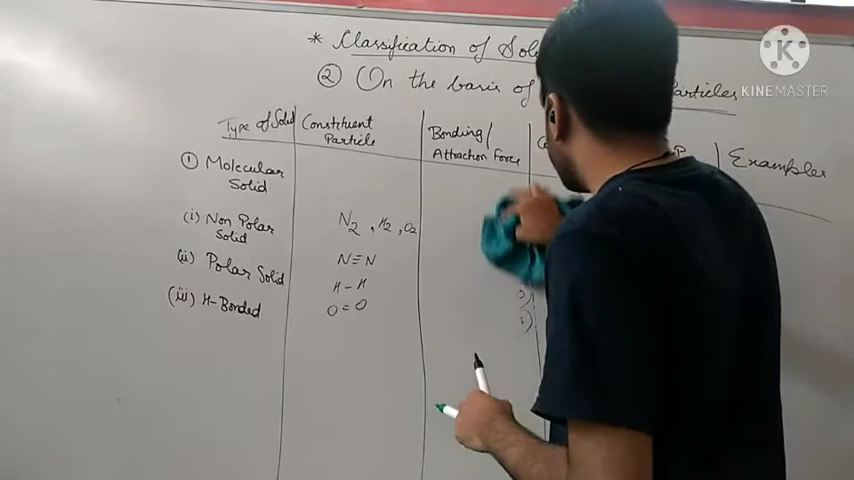 KINEMASTER
* Classification of Sol
② On the basis of Particles
Type of Solid
Constituent
Particle
Bonding/
Attraction Force
P
Examples
① Molecular
Solid
(i) Non Polar
Solid
N2 , H2 , O2
(ii) Polar Solid
N≡N
H-H
(iii) H-Bonded
O=O